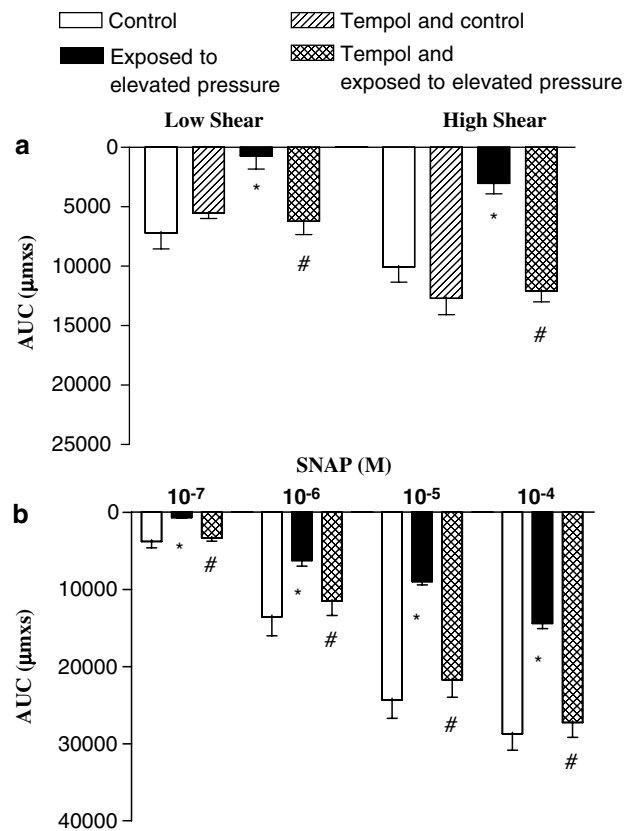 Control
Tempol and control
Exposed to
elevated pressure
Tempol and
exposed to elevated pressure
a
Low Shear
High Shear
AUC (µmxs)
0
5000
10000
15000
20000
25000
*
#
*
#
SNAP (M)
b
10-7
10-6
10-5
10-4
AUC (µmxs)
0
10000
20000
30000
40000
*
#
*
#
*
#
*
#